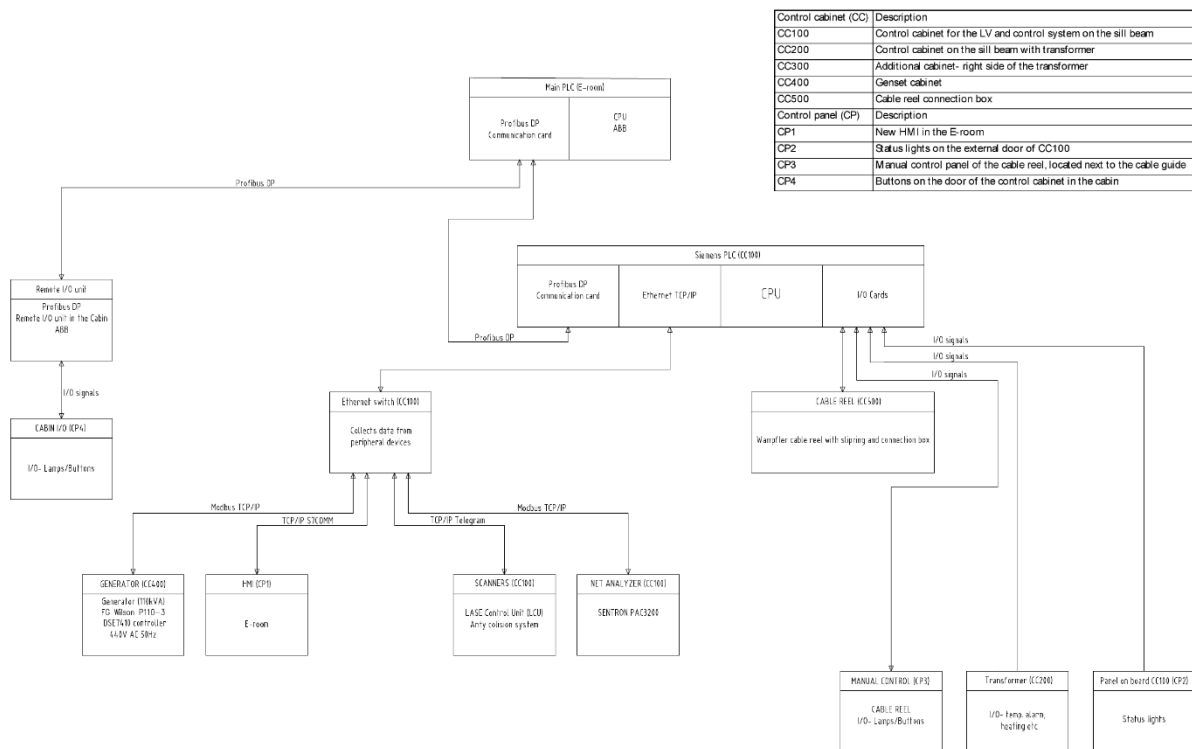 Control cabinet (CC) Description
CC100 Control cabinet for the LV and control system on the sill beam
CC200 Control cabinet on the sill beam with transformer
CC300 Additional cabinet- right side of the transformer
CC400 Genset cabinet
CC500 Cable reel connection box
Control panel (CP) Description
CP1 New HMI in the E-room
CP2 Status lights on the external door of CC100
CP3 Manual control panel of the cable reel, located next to the cable guide
CP4 Buttons on the door of the control cabinet in the cabin
Main PLC (E-room)
Profibus DP
Communication card
CPU
ABB
Profibus DP
Siemens PLC (CC100)
Profibus DP
Communication card
Ethernet TCP/IP
CPU
I/O Cards
Remote I/O unit
Profibus DP
Remote I/O unit in the Cabin
ABB
Profibus DP
I/O signals
I/O signals
I/O signals
I/O signals
CABIN I/O (CP4)
I/O- Lamps/Buttons
Ethernet switch (CC100)
Collects data from
peripheral devices
CABLE REEL (CC500)
Wampfler cable reel with slipring and connection box
Modbus TCP/IP
TCP/IP S7COMM
TCP/IP Telegram
Modbus TCP/IP
GENERATOR (CC400)
Generator (110kVA)
FG Wilson P110-3
DSE7410 controller
440V AC 50Hz
HMI (CP1)
E-room
SCANNERS (CC100)
LASE Control Unit (LCU)
Anty colision system
NET ANALYZER (CC100)
SENTRON PAC3200
MANUAL CONTROL (CP3)
CABLE REEL
I/O- Lamps/Buttons
Transformer (CC200)
I/O- temp, alarm,
heating etc
Panel on board CC100 (CP2)
Status lights